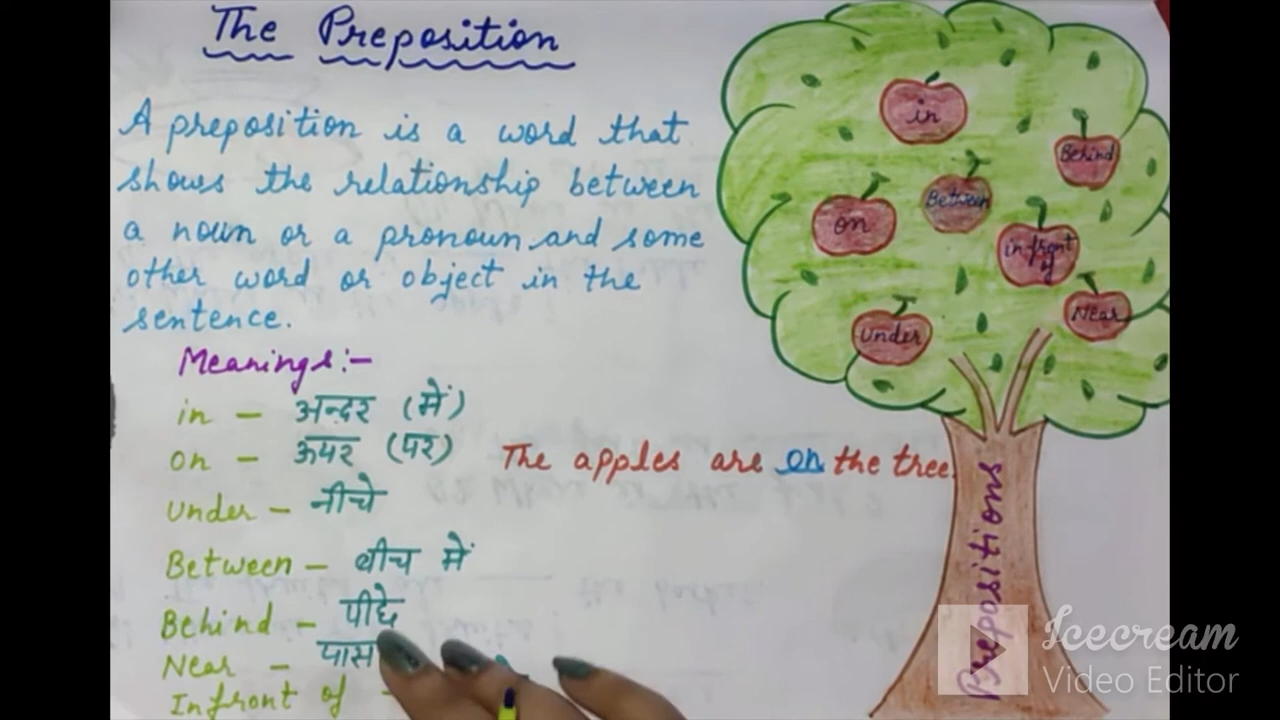 The Preposition
A preposition is a word that
shows the relationship between
a noun or a pronoun and some
other word or object in the
sentence.
Meanings:-
in - अन्दर (में)
on - ऊपर (पर)
The apples are on the tree.
Under - नीचे
Between - बीच में
Behind - पीछे
Near - पास
Infront of -
in
Behind
Between
on
infront
of
Near
Under
Prepositions
Icecream
Video Editor